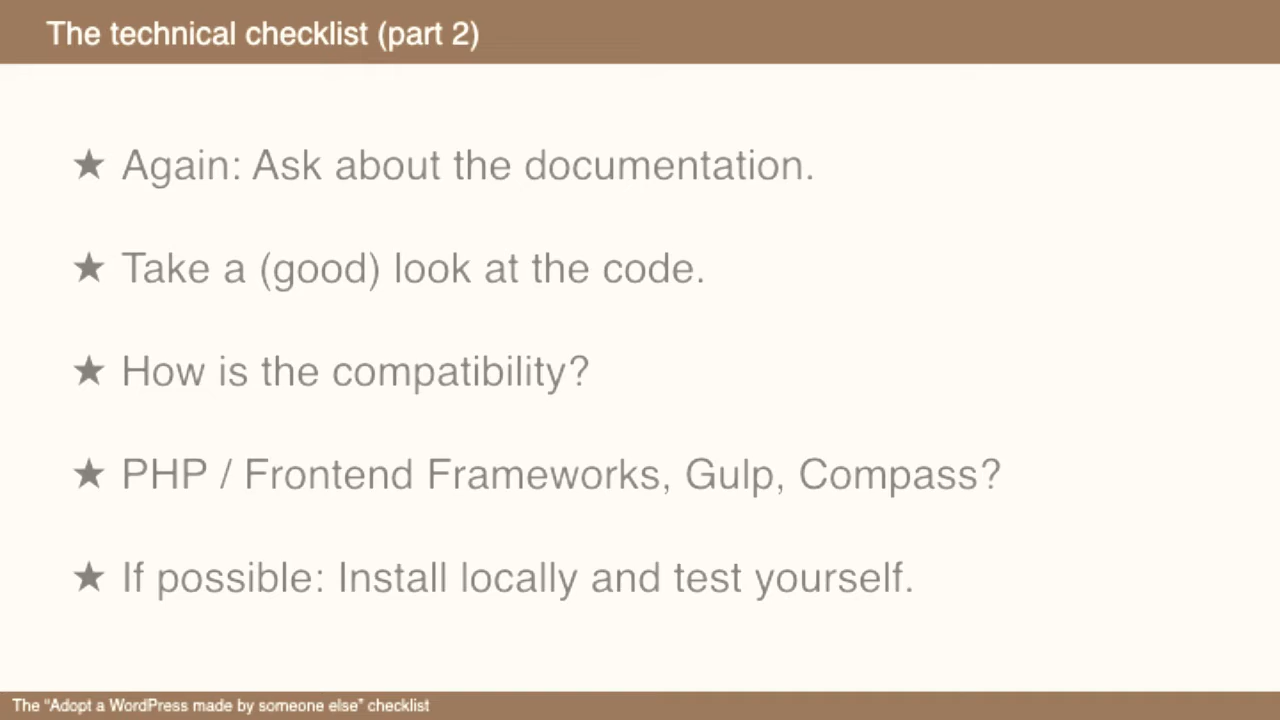 The technical checklist (part 2)
★ Again: Ask about the documentation.
★ Take a (good) look at the code.
★ How is the compatibility?
★ PHP / Frontend Frameworks, Gulp, Compass?
★ If possible: Install locally and test yourself.
The “Adopt a WordPress made by someone else” checklist